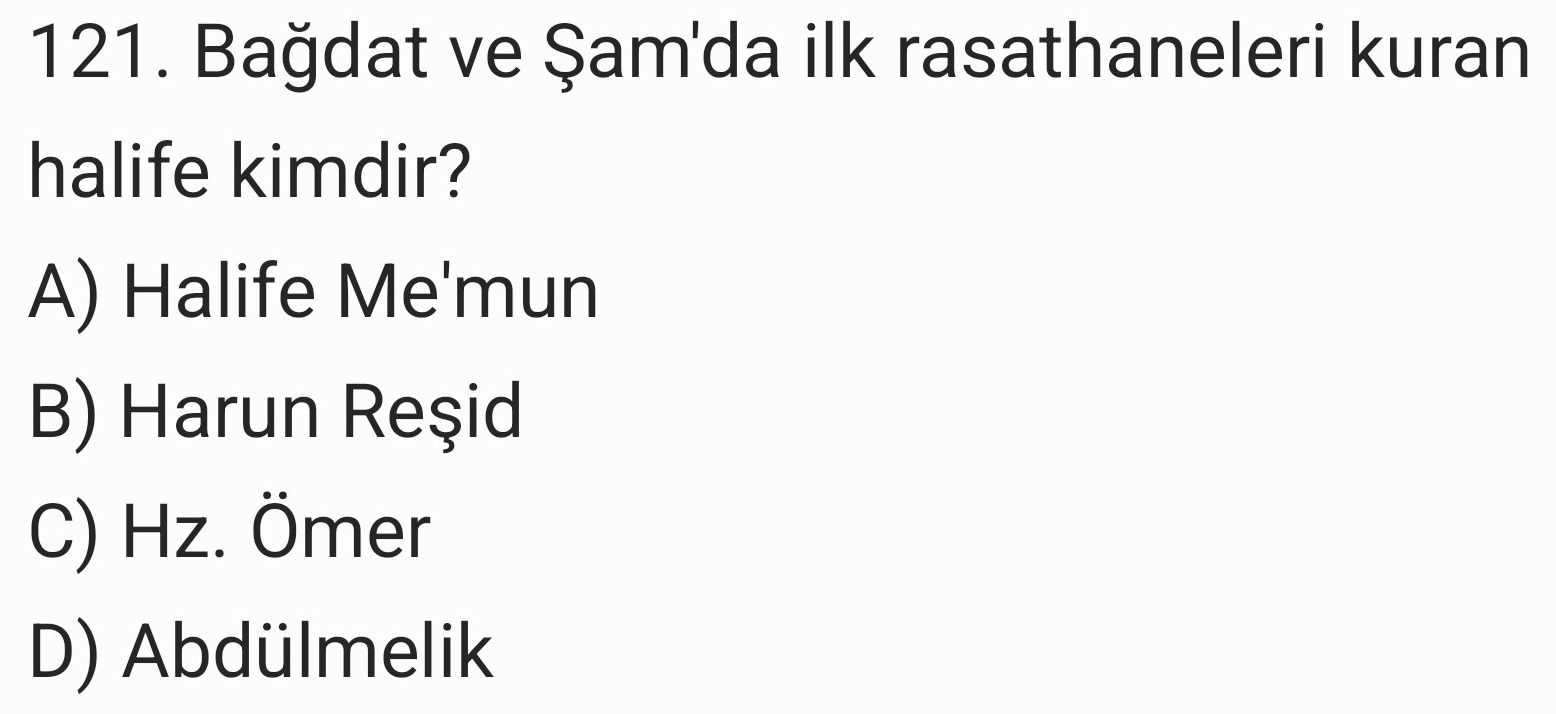 121. Bağdat ve Şam'da ilk rasathaneleri kuran
halife kimdir?
A) Halife Me'mun
B) Harun Reşid
C) Hz. Ömer
D) Abdülmelik